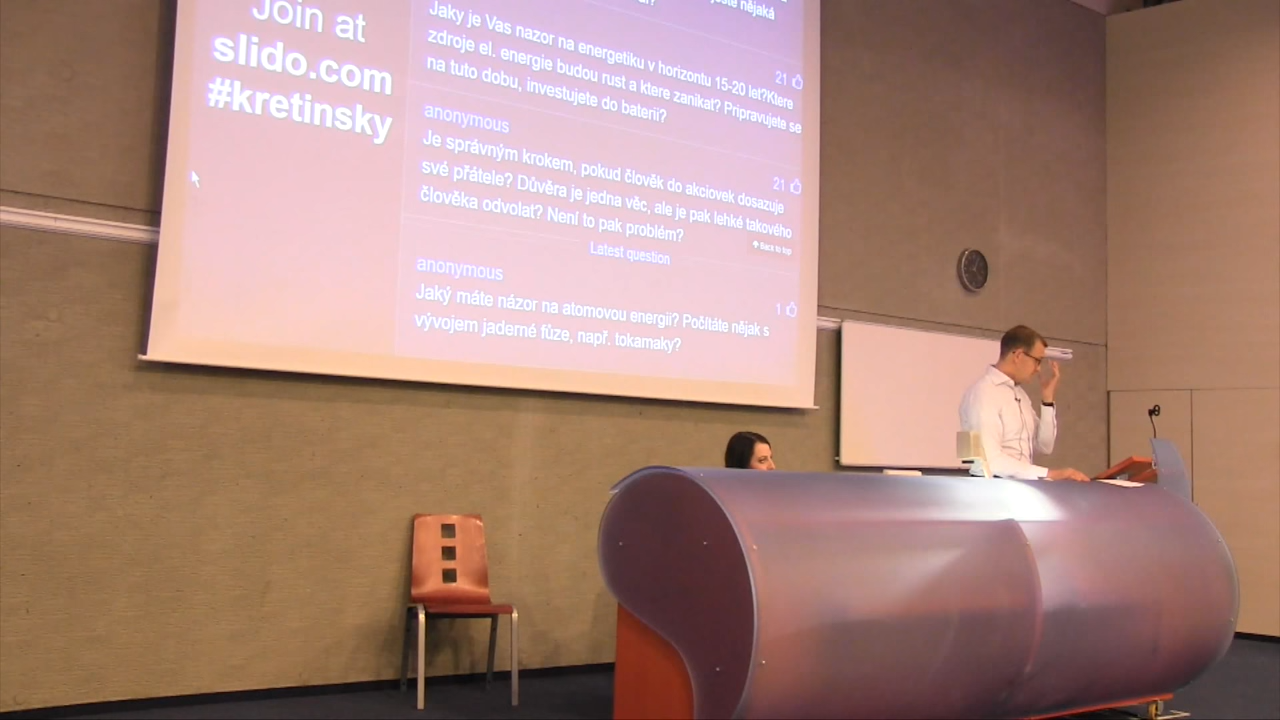 Join at
slido.com
#kretinsky
nějaká
Jaky je Vas nazor na energetiku v horizontu 15-20 let?Ktere
zdroje el. energie budou rust a ktere zanikat? Pripravujete se
na tuto dobu, investujete do baterii?
21
anonymous
Je správným krokem, pokud člověk do akciovek dosazuje
své přátele? Důvěra je jedna věc, ale je pak lehké takového
člověka odvolat? Není to pak problém?
21
Back to top
Latest question
anonymous
Jaký máte názor na atomovou energii? Počítáte nějak s
vývojem jaderné fůze, např. tokamaky?
1